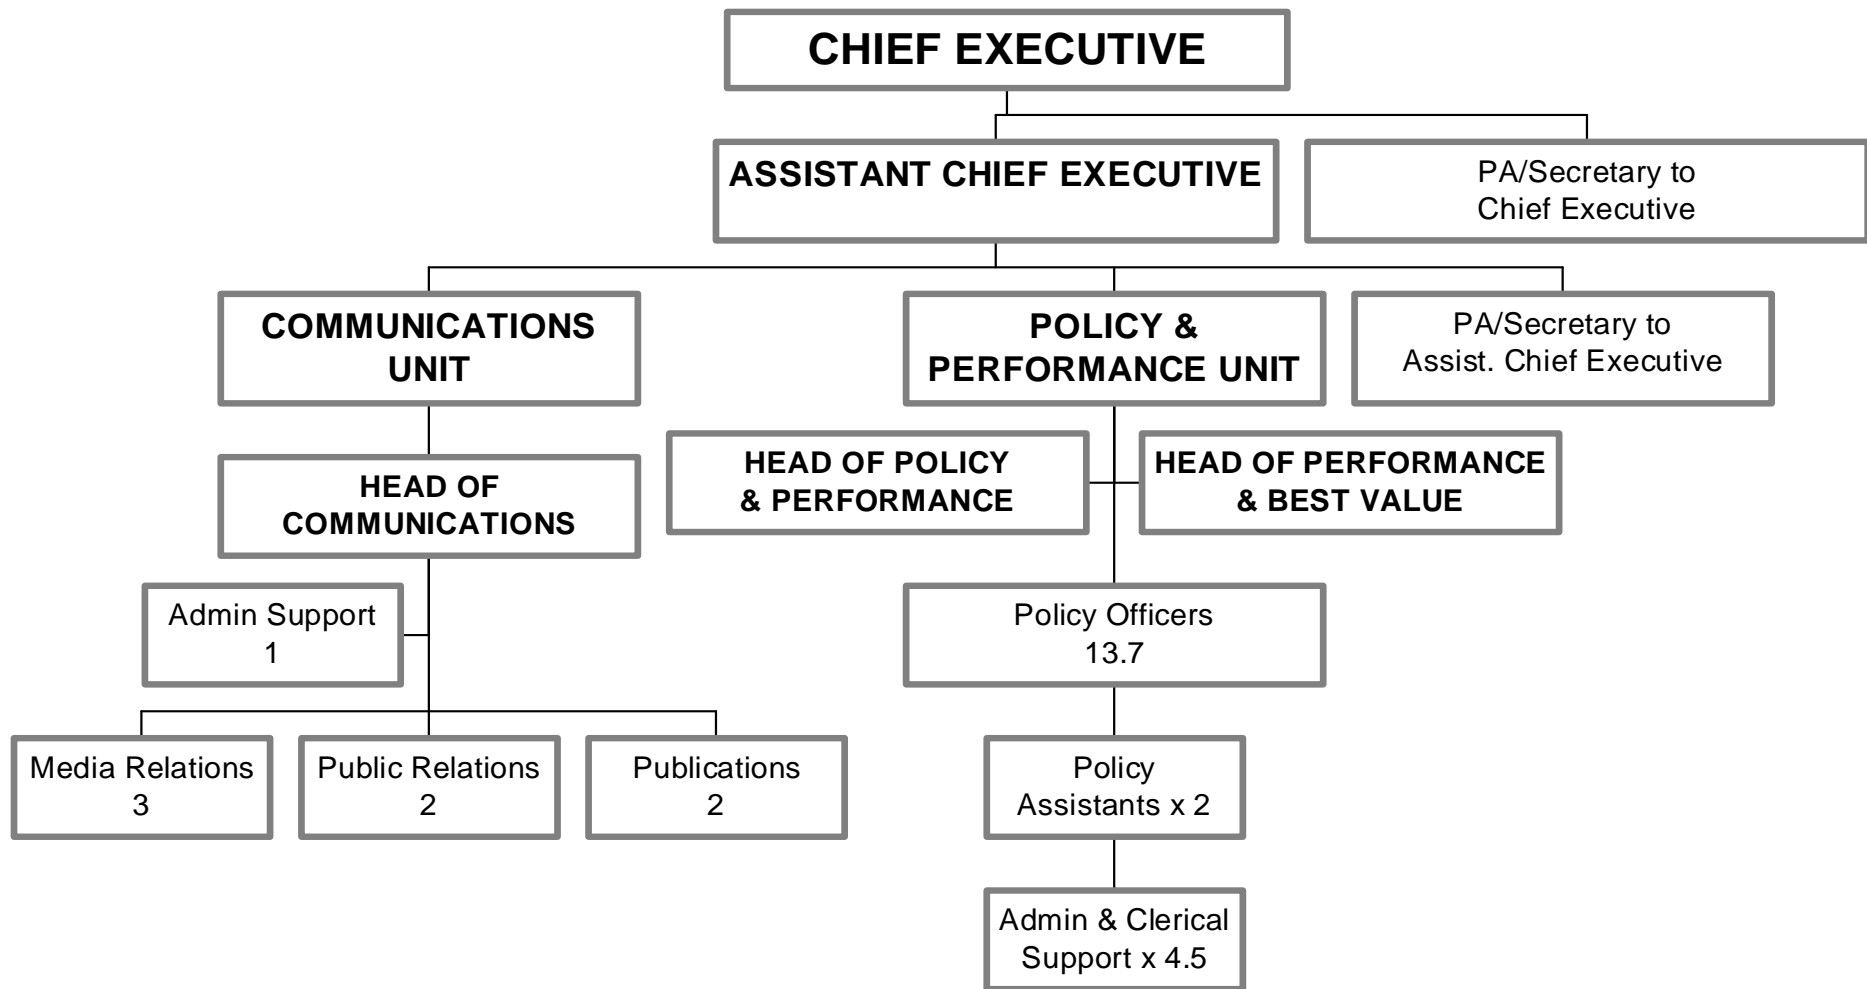 CHIEF EXECUTIVE
ASSISTANT CHIEF EXECUTIVE
PA/Secretary to
Chief Executive
COMMUNICATIONS
UNIT
POLICY &
PERFORMANCE UNIT
PA/Secretary to
Assist. Chief Executive
HEAD OF
COMMUNICATIONS
HEAD OF POLICY
& PERFORMANCE
HEAD OF PERFORMANCE
& BEST VALUE
Admin Support
1
Policy Officers
13.7
Media Relations
3
Public Relations
2
Publications
2
Policy
Assistants x 2
Admin & Clerical
Support x 4.5